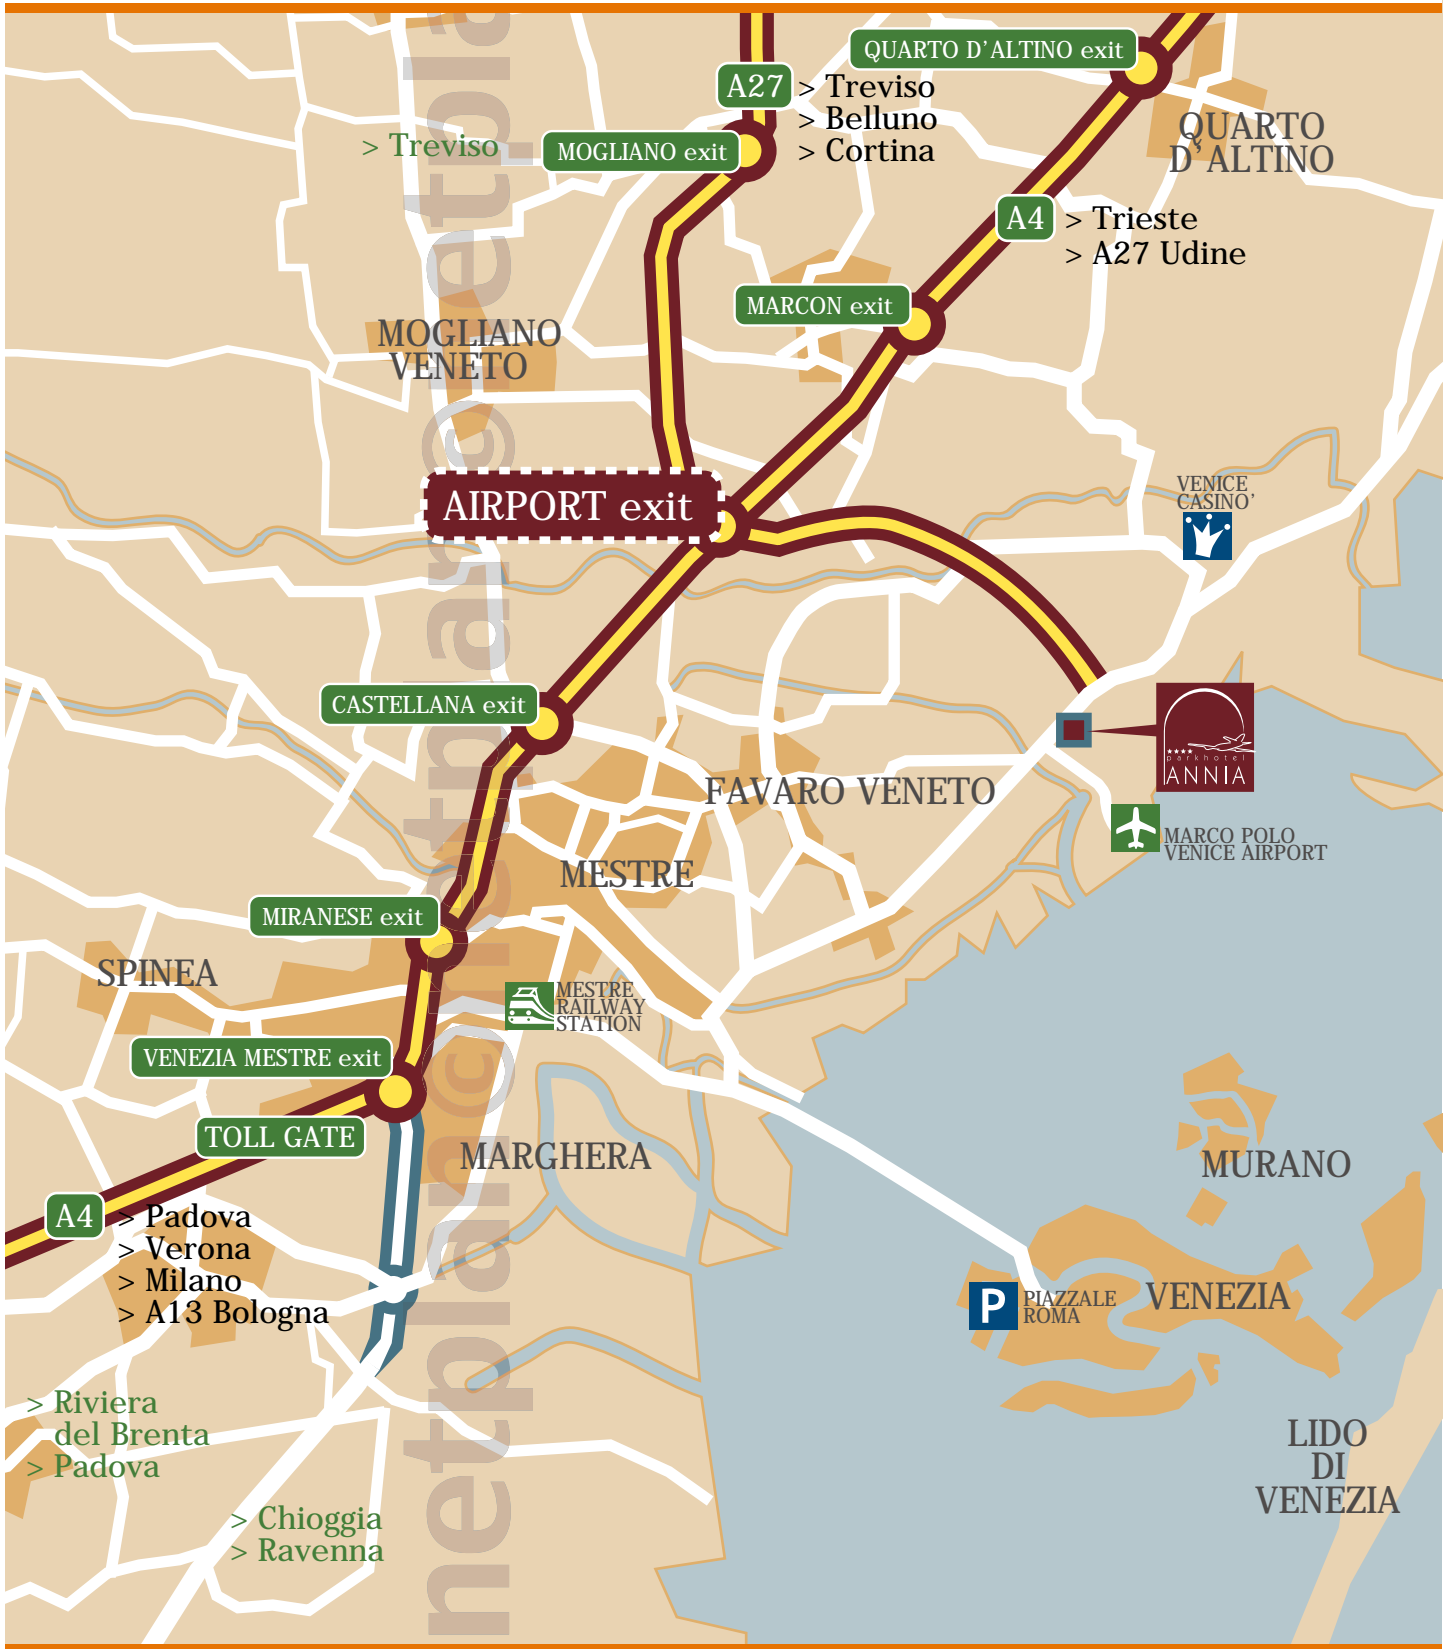 QUARTO D'ALTINO exit
A27
> Treviso
> Belluno
> Cortina
> Treviso
MOGLIANO exit
QUARTO
D'ALTINO
A4
> Trieste
> A27 Udine
MARCON exit
MOGLIANO
VENETO
AIRPORT exit
VENICE
CASINO'
CASTELLANA exit
FAVARO VENETO
★★★★
parkhotel
ANNIA
MARCO POLO
VENICE AIRPORT
MESTRE
MIRANESE exit
SPINEA
MESTRE
RAILWAY
STATION
VENEZIA MESTRE exit
TOLL GATE
MARGHERA
MURANO
A4
> Padova
> Verona
> Milano
> A13 Bologna
P
PIAZZALE
ROMA
VENEZIA
> Riviera
del Brenta
> Padova
LIDO
DI
VENEZIA
> Chioggia
> Ravenna
netplan©netplan©netpla